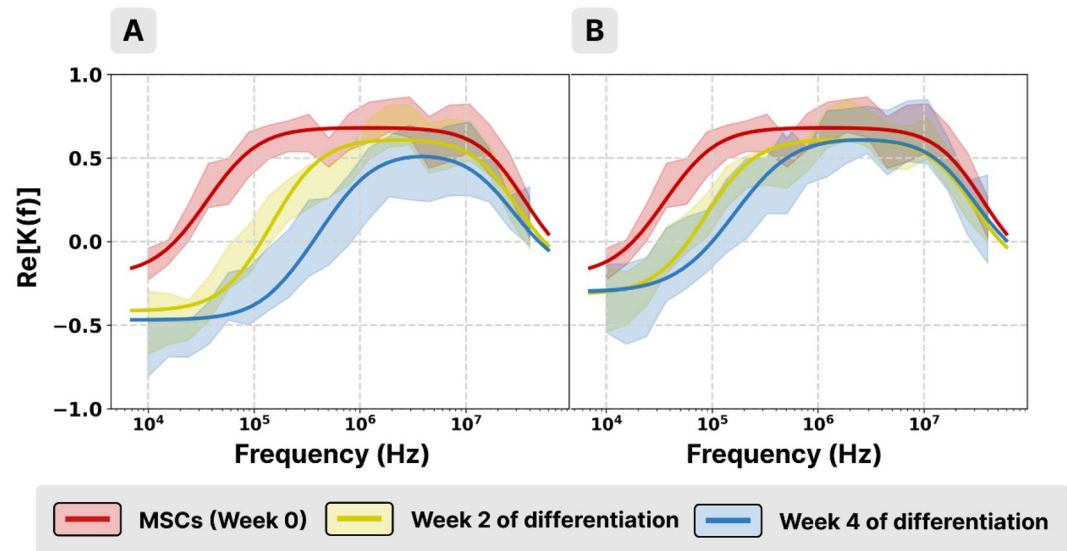 A
B
Re[K(f)]
1.0
0.5
0.0
−0.5
−1.0
10⁴ 10⁵ 10⁶ 10⁷
10⁴ 10⁵ 10⁶ 10⁷
Frequency (Hz)
Frequency (Hz)
MSCs (Week 0) Week 2 of differentiation Week 4 of differentiation